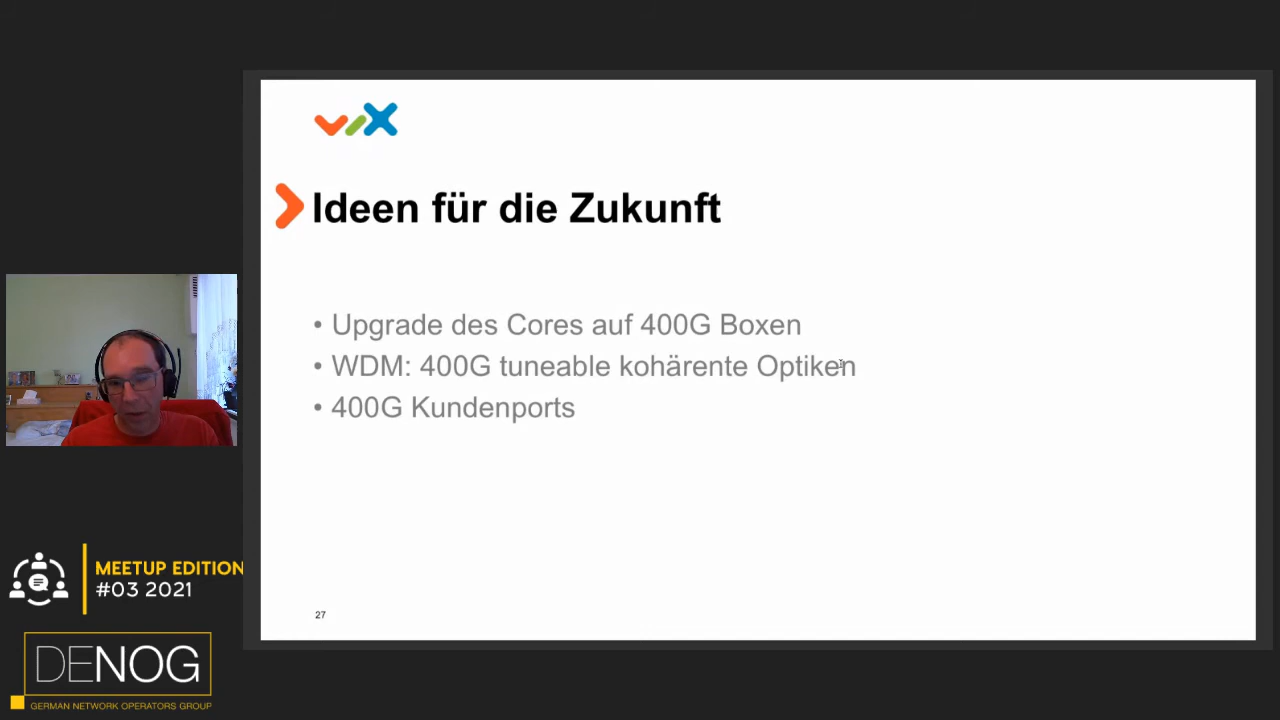 vix
Ideen für die Zukunft
• Upgrade des Cores auf 400G Boxen
• WDM: 400G tuneable kohärente Optiken
• 400G Kundenports
27
MEETUP EDITION
#03 2021
DENOG
GERMAN NETWORK OPERATORS GROUP